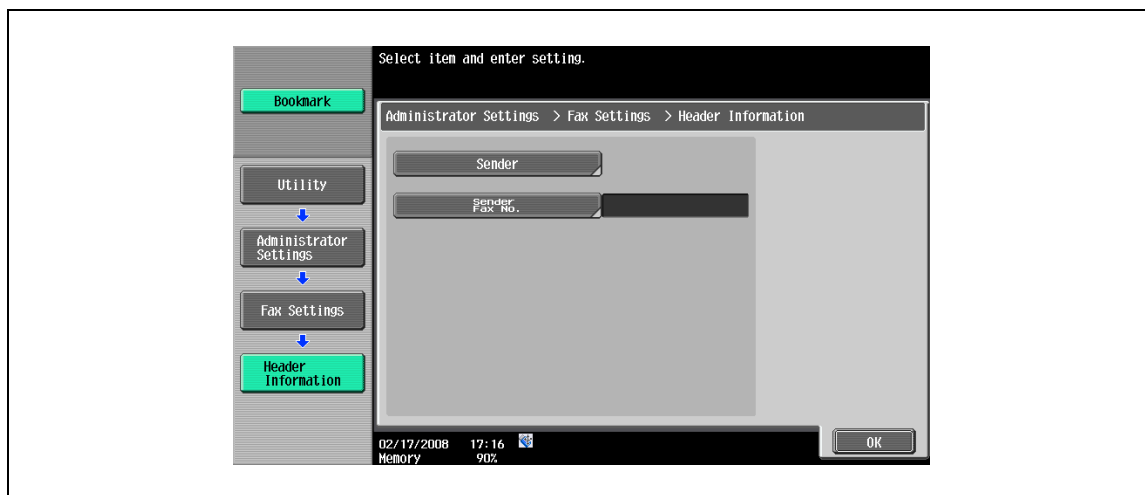 Select item and enter setting.
Bookmark
Administrator Settings > Fax Settings > Header Information
Sender
Utility
Sender
Fax No.
Administrator
Settings
Fax Settings
Header
Information
02/17/2008 17:16
Memory 90%
OK